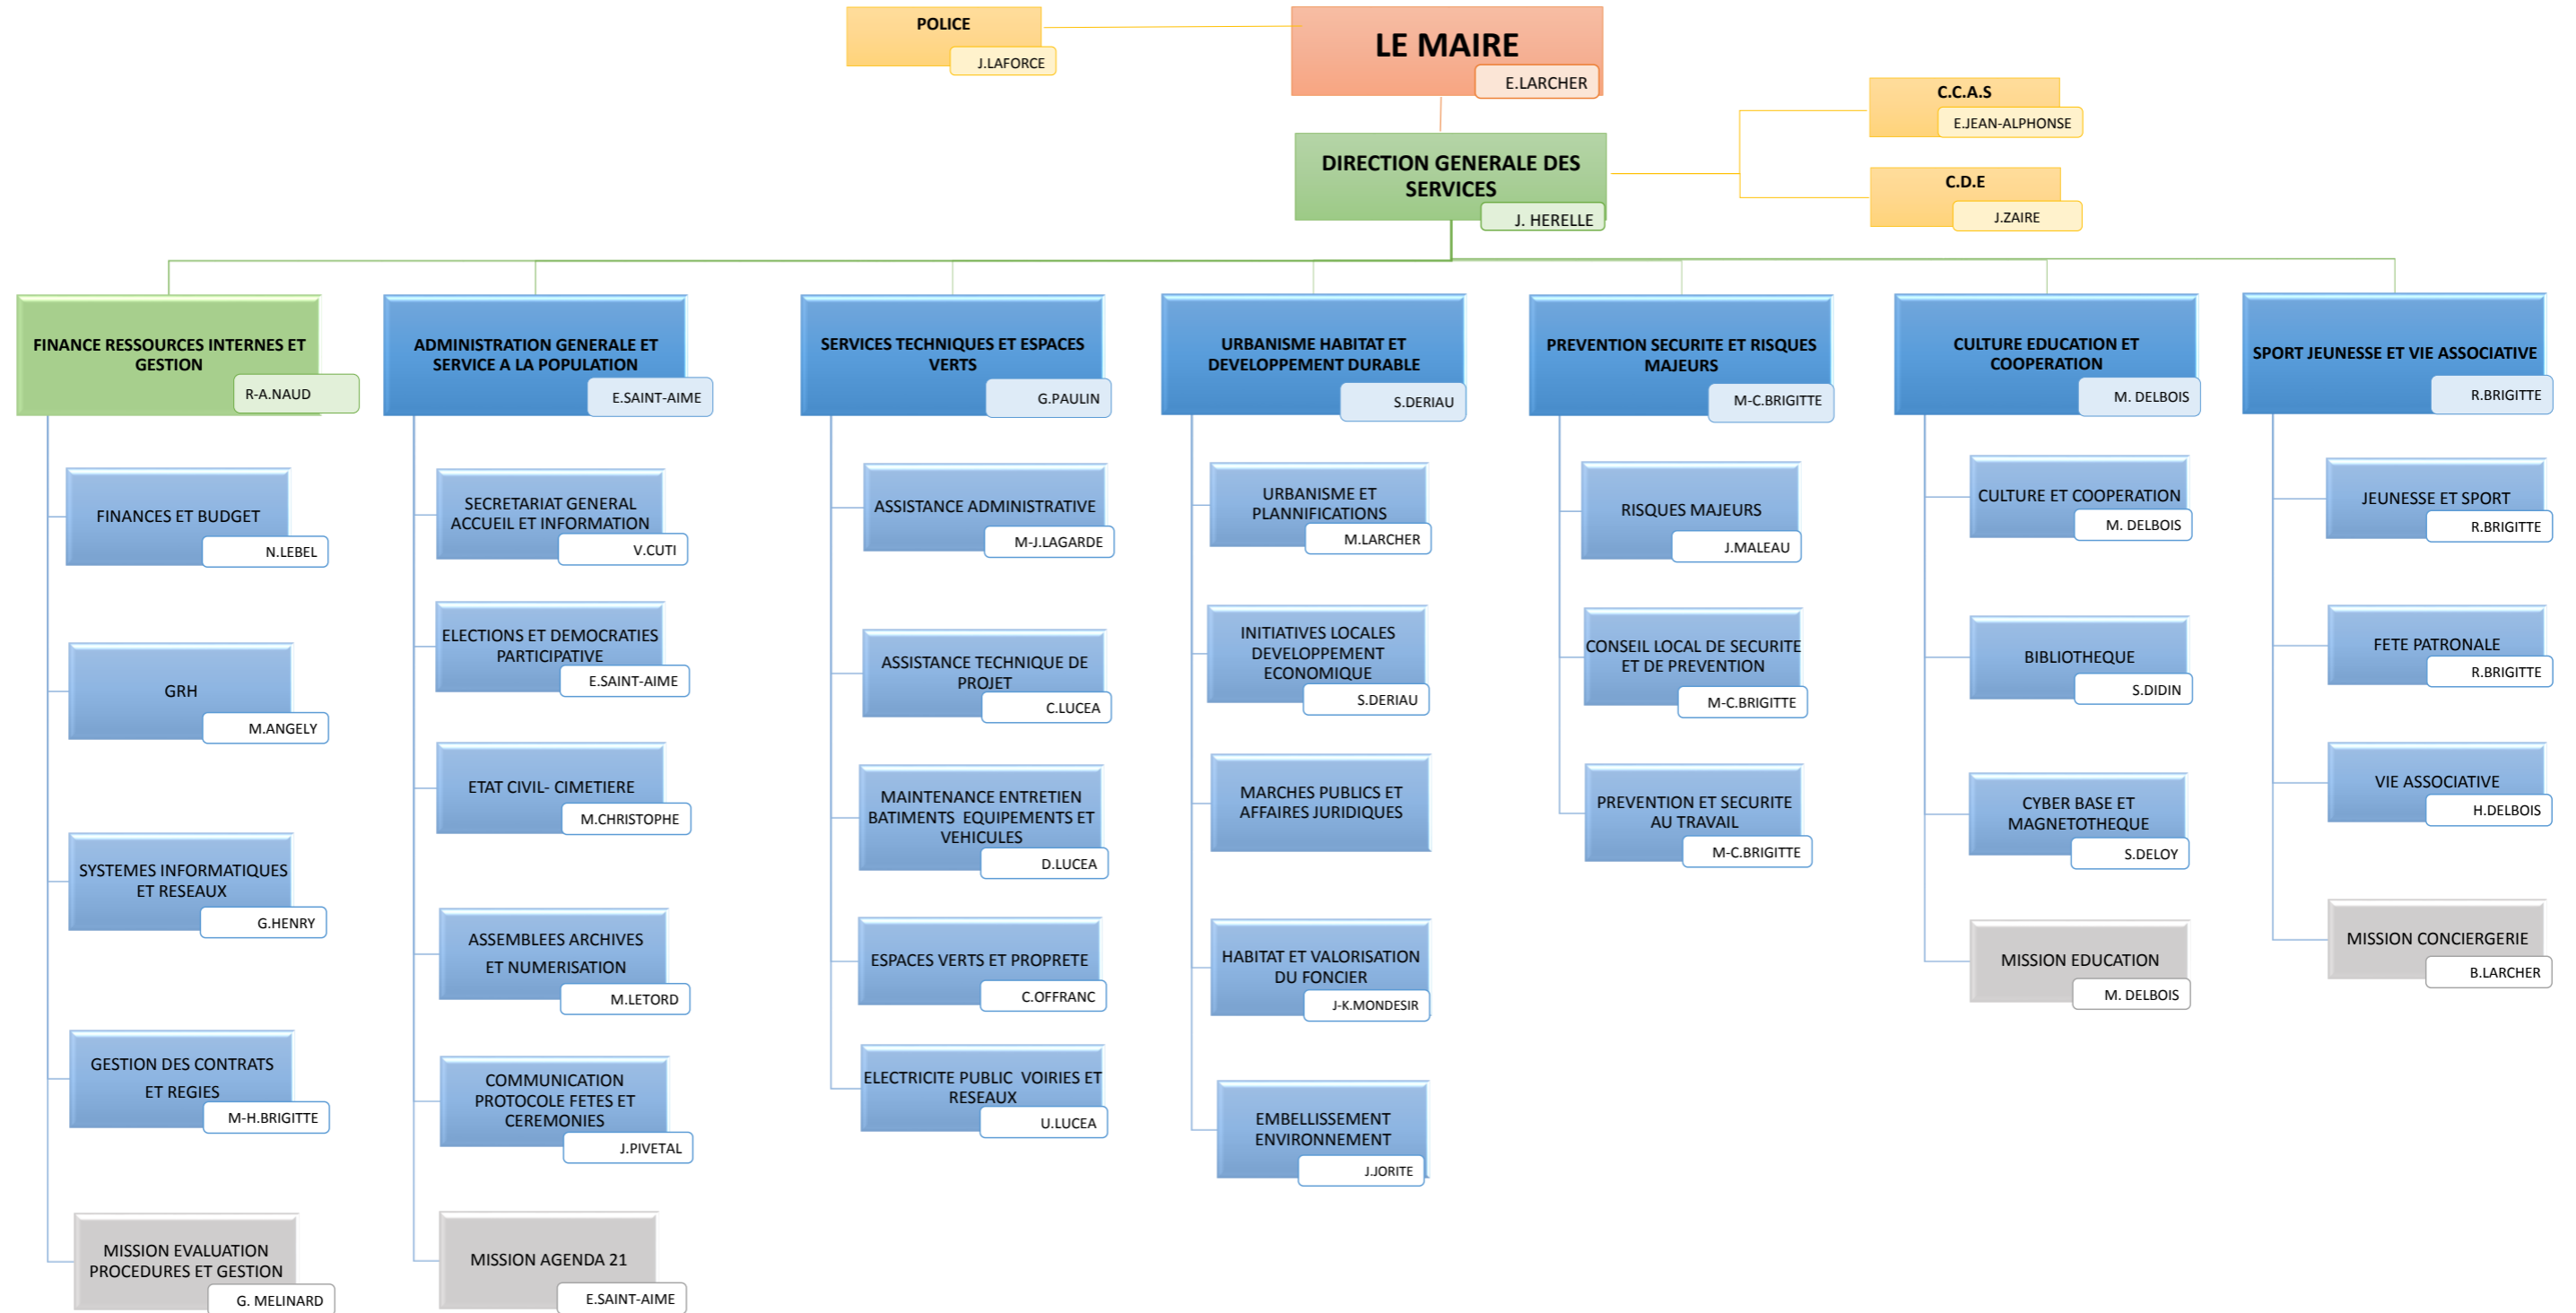 POLICE
J.LAFORCE
LE MAIRE
E.LARCHER
C.C.A.S
E.JEAN-ALPHONSE
DIRECTION GENERALE DES
SERVICES
J. HERELLE
C.D.E
J.ZAIRE
FINANCE RESSOURCES INTERNES ET
GESTION
R-A.NAUD
FINANCES ET BUDGET
N.LEBEL
GRH
M.ANGELY
SYSTEMES INFORMATIQUES
ET RESEAUX
G.HENRY
GESTION DES CONTRATS
ET REGIES
M-H.BRIGITTE
MISSION EVALUATION
PROCEDURES ET GESTION
G. MELINARD
ADMINISTRATION GENERALE ET
SERVICE A LA POPULATION
E.SAINT-AIME
SECRETARIAT GENERAL
ACCUEIL ET INFORMATION
V.CUTI
ELECTIONS ET DEMOCRATIES
PARTICIPATIVE
E.SAINT-AIME
ETAT CIVIL- CIMETIERE
M.CHRISTOPHE
ASSEMBLEES ARCHIVES
ET NUMERISATION
M.LETORD
COMMUNICATION
PROTOCOLE FETES ET
CEREMONIES
J.PIVETAL
MISSION AGENDA 21
E.SAINT-AIME
SERVICES TECHNIQUES ET ESPACES
VERTS
G.PAULIN
ASSISTANCE ADMINISTRATIVE
M-J.LAGARDE
ASSISTANCE TECHNIQUE DE
PROJET
C.LUCEA
MAINTENANCE ENTRETIEN
BATIMENTS EQUIPEMENTS ET
VEHICULES
D.LUCEA
ESPACES VERTS ET PROPRETE
C.OFFRANC
ELECTRICITE PUBLIC VOIRIES ET
RESEAUX
U.LUCEA
URBANISME HABITAT ET
DEVELOPPEMENT DURABLE
S.DERIAU
URBANISME ET
PLANNIFICATIONS
M.LARCHER
INITIATIVES LOCALES
DEVELOPPEMENT
ECONOMIQUE
S.DERIAU
MARCHES PUBLICS ET
AFFAIRES JURIDIQUES
HABITAT ET VALORISATION
DU FONCIER
J-K.MONDESIR
EMBELLISSEMENT
ENVIRONNEMENT
J.JORITE
PREVENTION SECURITE ET RISQUES
MAJEURS
M-C.BRIGITTE
RISQUES MAJEURS
J.MALEAU
CONSEIL LOCAL DE SECURITE
ET DE PREVENTION
M-C.BRIGITTE
PREVENTION ET SECURITE
AU TRAVAIL
M-C.BRIGITTE
CULTURE EDUCATION ET
COOPERATION
M. DELBOIS
CULTURE ET COOPERATION
M. DELBOIS
BIBLIOTHEQUE
S.DIDIN
CYBER BASE ET
MAGNETOTHEQUE
S.DELOY
MISSION EDUCATION
M. DELBOIS
SPORT JEUNESSE ET VIE ASSOCIATIVE
R.BRIGITTE
JEUNESSE ET SPORT
R.BRIGITTE
FETE PATRONALE
R.BRIGITTE
VIE ASSOCIATIVE
H.DELBOIS
MISSION CONCIERGERIE
B.LARCHER